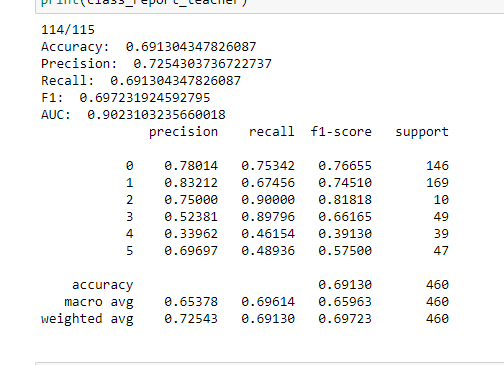 print(class_report_teacher)
114/115
Accuracy:  0.691304347826087
Precision:  0.7254303736722737
Recall:  0.691304347826087
F1:  0.697231924592795
AUC:  0.9023103235660018
precision    recall  f1-score   support
0    0.78014   0.75342   0.76655       146
1    0.83212   0.67456   0.74510       169
2    0.75000   0.90000   0.81818        10
3    0.52381   0.89796   0.66165        49
4    0.33962   0.46154   0.39130        39
5    0.69697   0.48936   0.57500        47
accuracy                        0.69130       460
macro avg    0.65378   0.69614   0.65963       460
weighted avg    0.72543   0.69130   0.69723       460